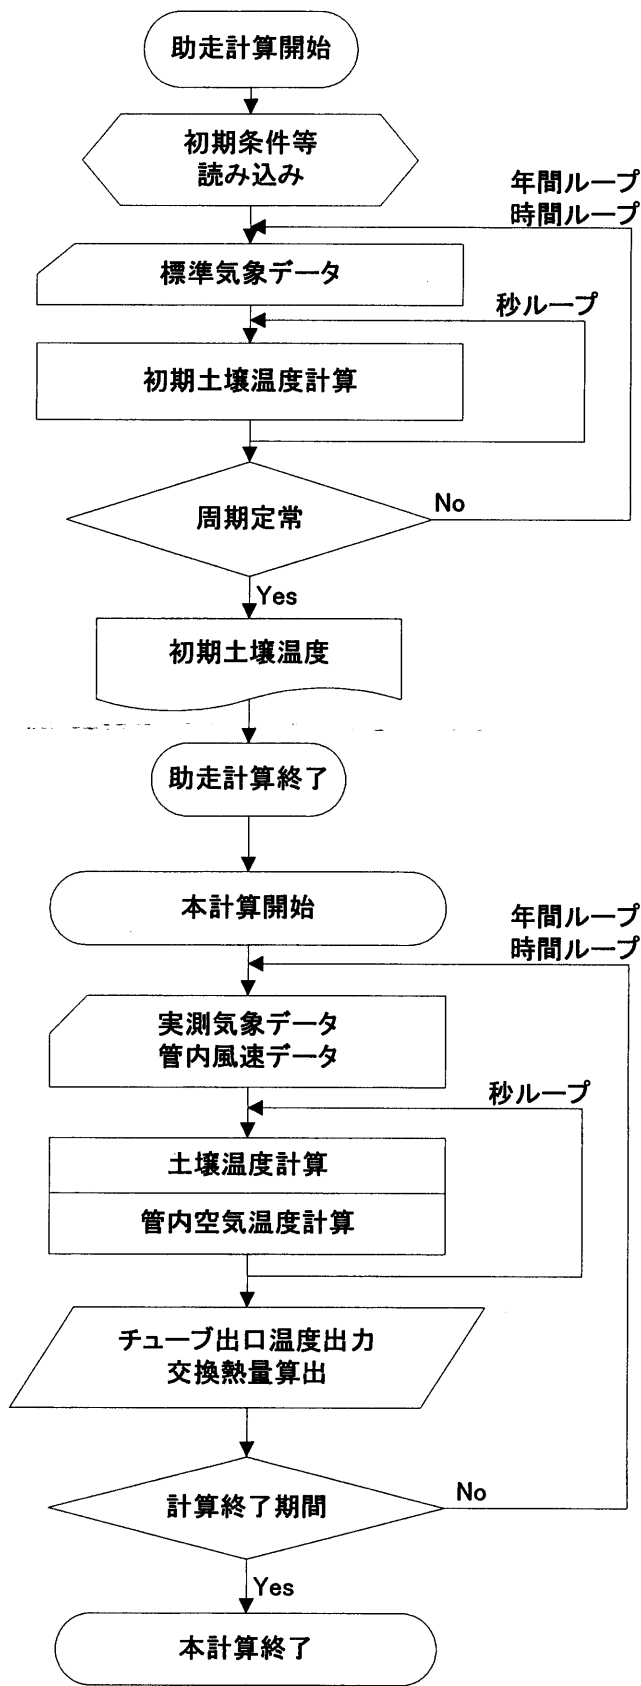 助走計算開始
初期条件等
読み込み
年間ループ
時間ループ
標準気象データ
秒ループ
初期土壌温度計算
周期定常
No
Yes
初期土壌温度
助走計算終了
本計算開始
年間ループ
時間ループ
実測気象データ
管内風速データ
秒ループ
土壌温度計算
管内空気温度計算
チューブ出口温度出力
交換熱量算出
計算終了期間
No
Yes
本計算終了